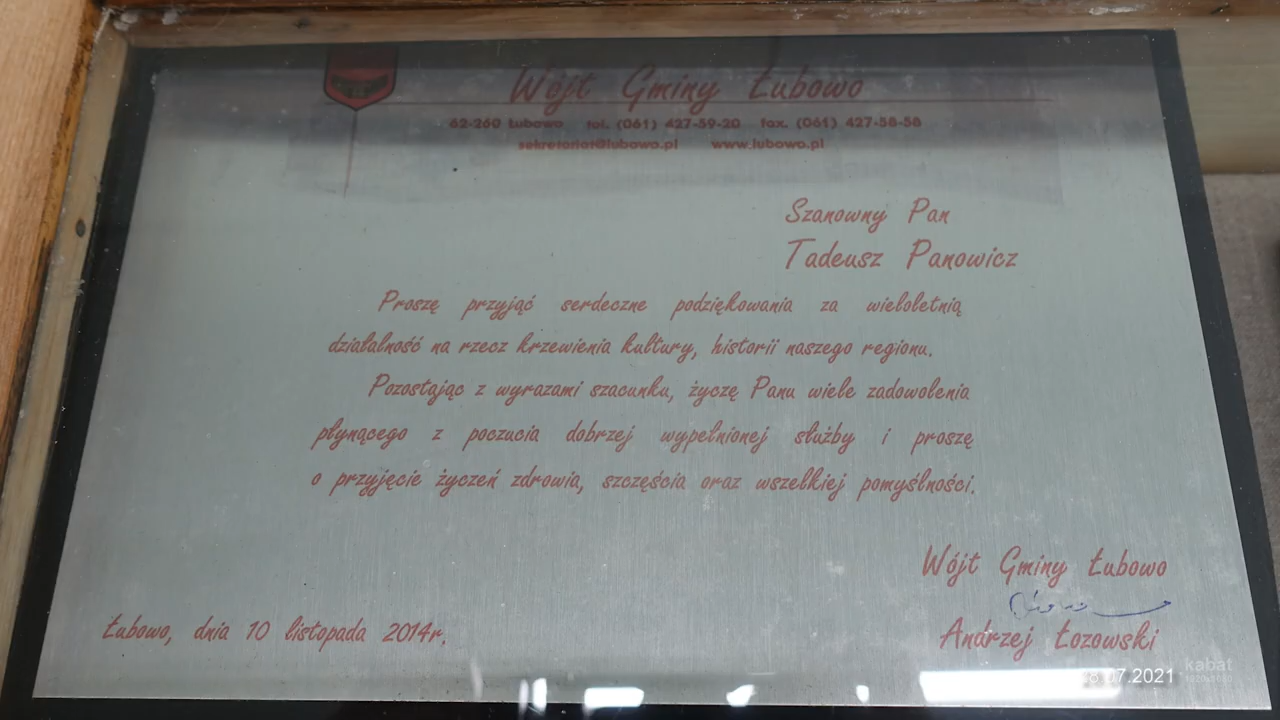 Wójt Gminy Łubowo
62-260 Łubowo tel. (061) 427-59-20 fax. (061) 427-58-58
sekretariat@lubowo.pl www.lubowo.pl
Szanowny Pan
Tadeusz Panowicz
Proszę przyjąć serdeczne podziękowania za wieloletnią
działalność na rzecz krzewienia kultury, historii naszego regionu.
Pozostając z wyrazami szacunku, życzę Panu wiele zadowolenia
płynącego z poczucia dobrzej wypełnionej służby i proszę
o przyjęcie życzeń zdrowia, szczęścia oraz wszelkiej pomyślności.
Wójt Gminy Łubowo
Andrzej Łozowski
Łubowo, dnia 10 listopada 2014r.
07.2021
kabat